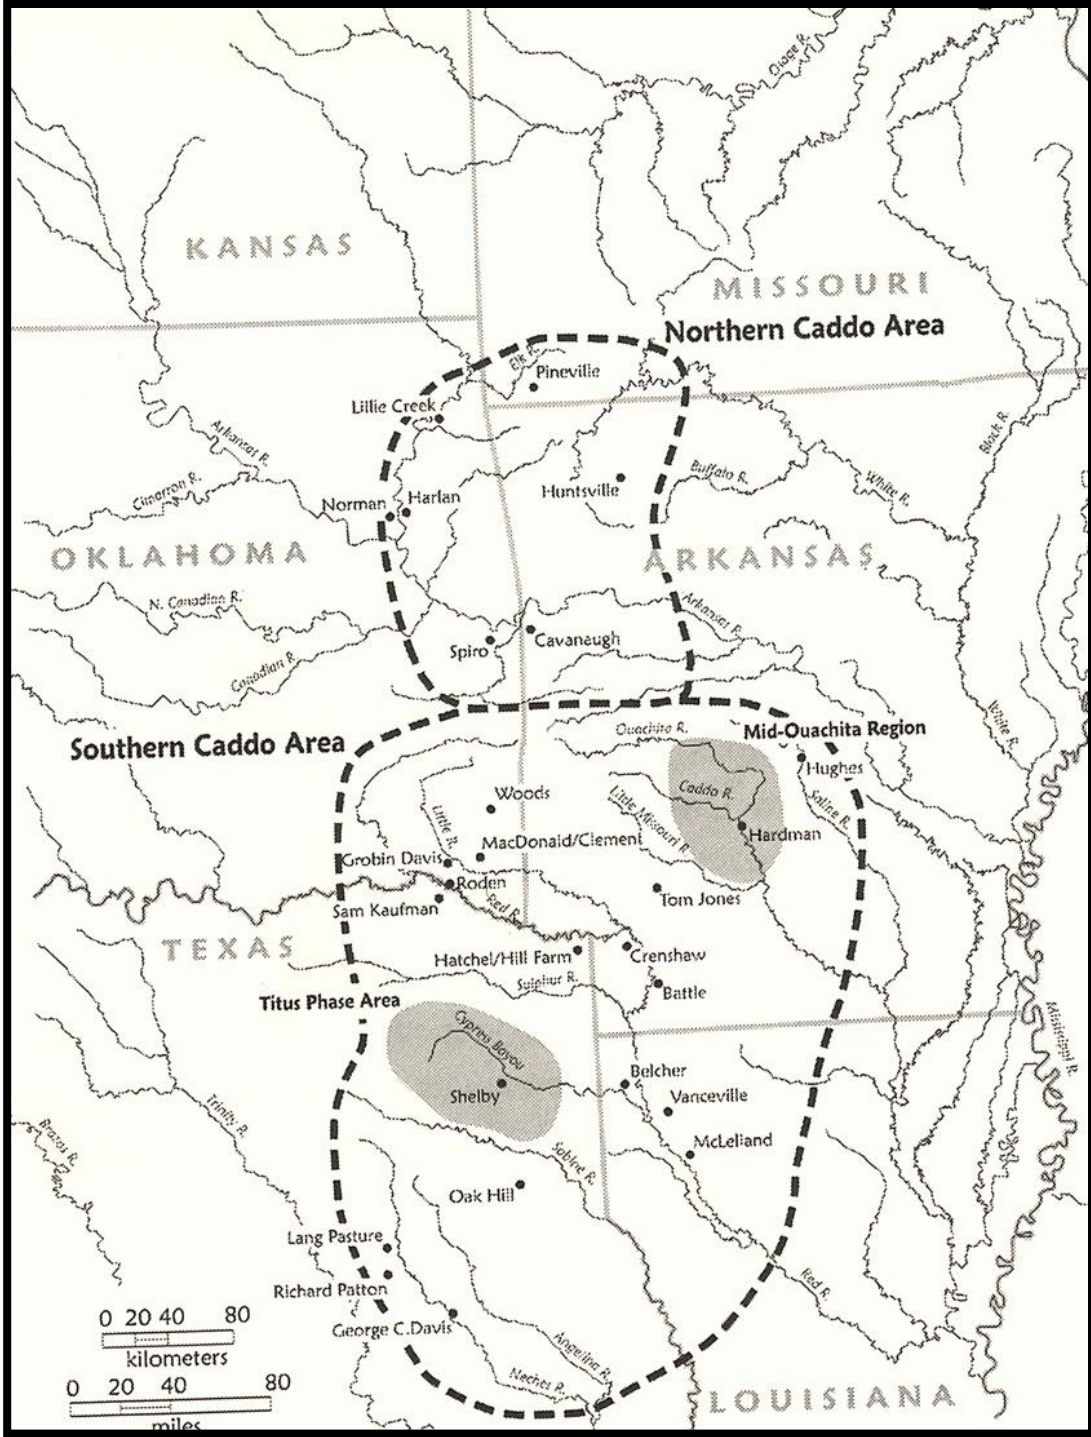 Osage R.
KANSAS
MISSOURI
Northern Caddo Area
Elk R.
Pineville
Lillie Creek
Black R.
Arkansas R.
Cimarron R.
Buffalo R.
White R.
Huntsville
Norman
Harlan
OKLAHOMA
ARKANSAS
N. Canadian R.
Arkansas R.
Cavanaugh
Spiro
Canadian R.
White R.
Ouachita R.
Mid-Ouachita Region
Southern Caddo Area
Hughes
Caddo R.
Woods
Little R.
Little Missouri R.
Saline R.
Hardman
MacDonald/Clement
Grobin Davis
Roden
Red R.
Tom Jones
Sam Kaufman
TEXAS
Hatchel/Hill Farm
Crenshaw
Sulphur R.
Battle
Titus Phase Area
Mississippi R.
Cypress Bayou
Belcher
Shelby
Vanceville
Trinity R.
Brazos R.
McLelland
Sabine R.
Oak Hill
Lang Pasture
Richard Patton
Red R.
0 20 40 80
kilometers
George C. Davis
Angelina R.
Neches R.
0 20 40 80
miles
LOUISIANA